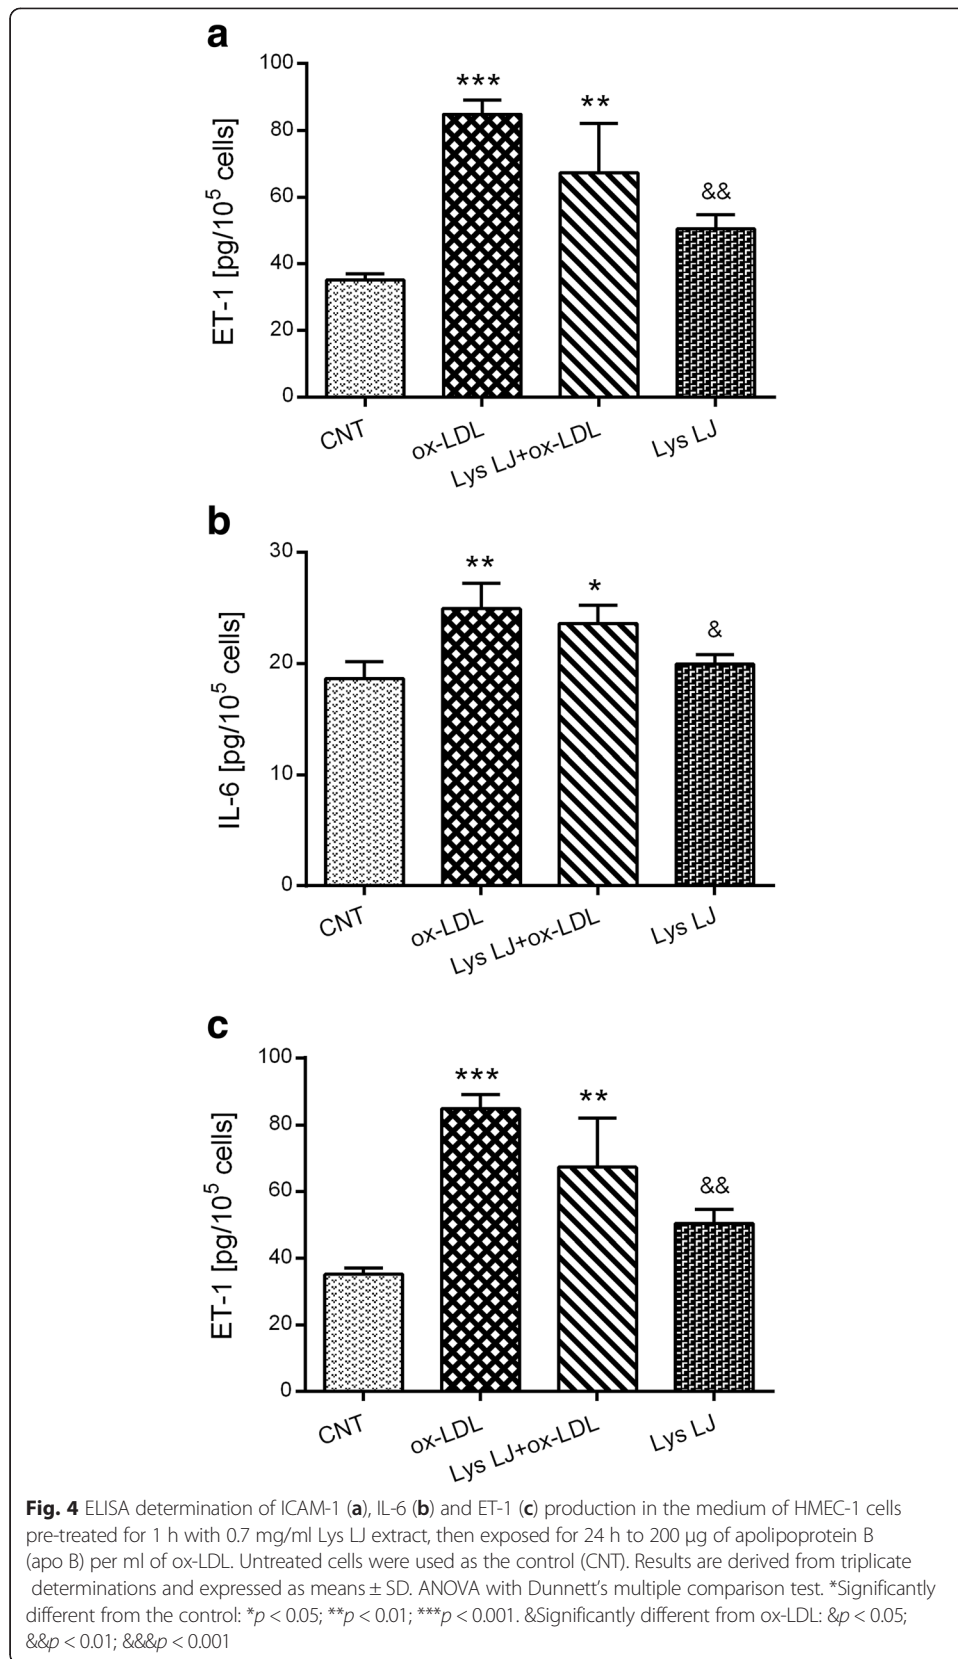 a
100
80
60
40
20
0
ET-1 [pg/10⁵ cells]
***
**
&&
CNT
ox-LDL
Lys LJ+ox-LDL
Lys LJ
b
30
20
10
0
IL-6 [pg/10⁵ cells]
**
*
&
CNT
ox-LDL
Lys LJ+ox-LDL
Lys LJ
c
100
80
60
40
20
0
ET-1 [pg/10⁵ cells]
***
**
&&
CNT
ox-LDL
Lys LJ+ox-LDL
Lys LJ
Fig. 4 ELISA determination of ICAM-1 (a), IL-6 (b) and ET-1 (c) production in the medium of HMEC-1 cells
pre-treated for 1 h with 0.7 mg/ml Lys LJ extract, then exposed for 24 h to 200 μg of apolipoprotein B
(apo B) per ml of ox-LDL. Untreated cells were used as the control (CNT). Results are derived from triplicate
determinations and expressed as means ± SD. ANOVA with Dunnett's multiple comparison test. *Significantly
different from the control: *p < 0.05; **p < 0.01; ***p < 0.001. &Significantly different from ox-LDL: &p < 0.05;
&&p < 0.01; &&&p < 0.001